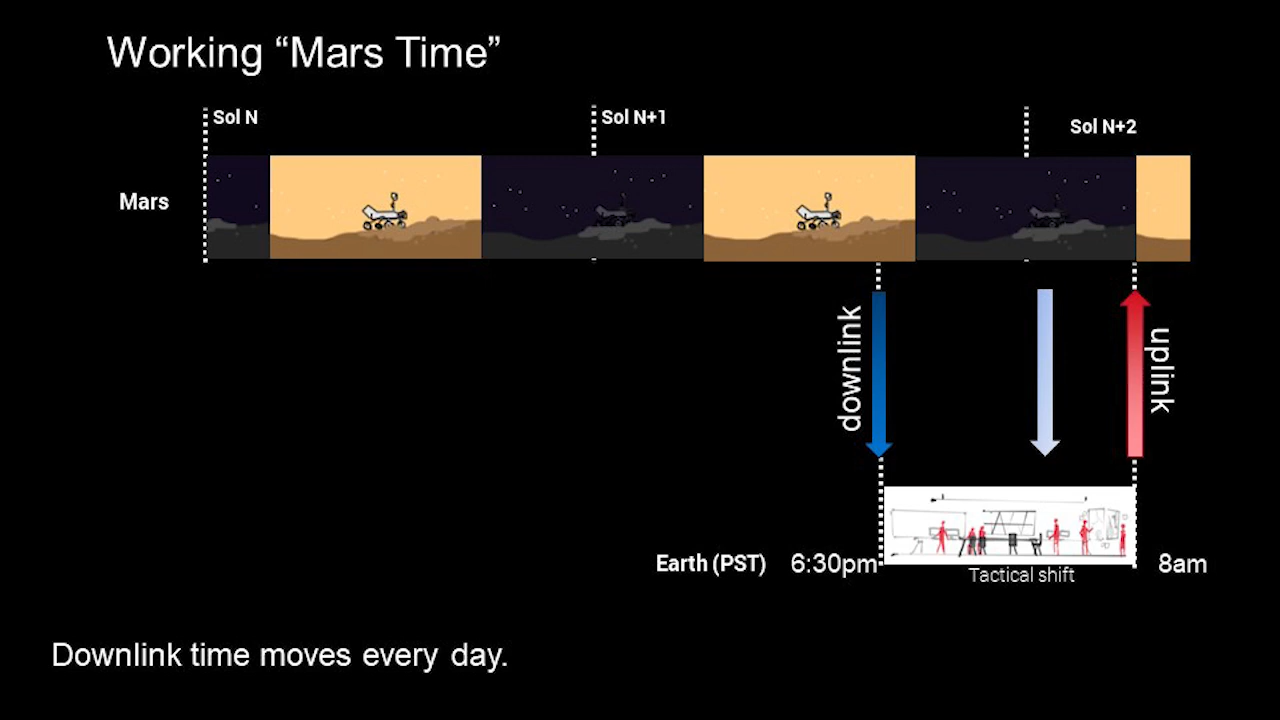 Working “Mars Time”
Sol N
Sol N+1
Sol N+2
Mars
downlink
uplink
Earth (PST)
6:30pm
8am
Tactical shift
Downlink time moves every day.